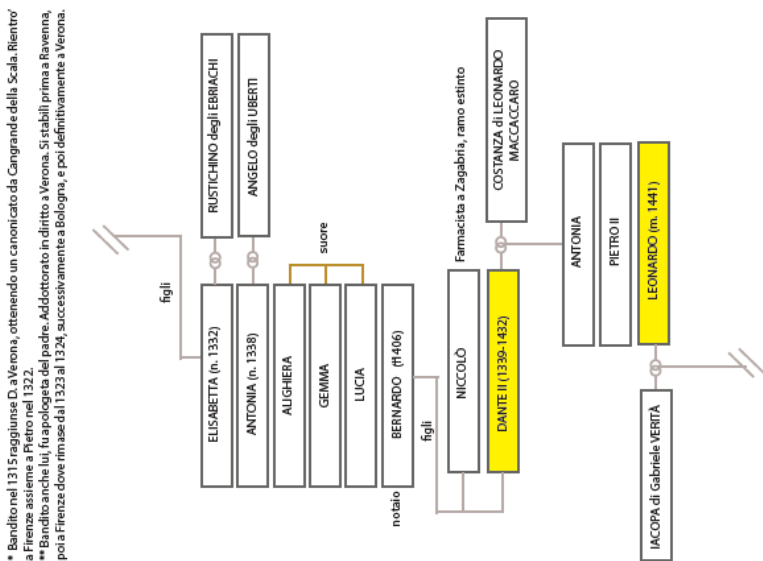 * Bandito nel 1315 raggiunse D. a Verona, ottenendo un canonicato da Cangrande della Scala. Rientro'
a Firenze assieme a Pietro nel 1322.
** Bandito anche lui, fu apologeta del padre. Addottorato in diritto a Verona. Si stabilì prima a Ravenna,
poi a Firenze dove rimase dal 1323 al 1324, successivamente a Bologna, e poi definitivamente a Verona.
figli
ELISABETTA (n. 1332)
RUSTICHINO degli EBRIACHI
ANTONIA (n. 1338)
ANGELO degli UBERTI
ALIGHIERA
GEMMA
LUCIA
suore
notaio
BERNARDO (†1406)
figli
NICCOLÒ
Farmacista a Zagabria, ramo estinto
DANTE II (1339-1432)
COSTANZA di LEONARDO
MACCACCARO
ANTONIA
PIETRO II
LEONARDO (m. 1441)
IACOPA di Gabriele VERITÀ